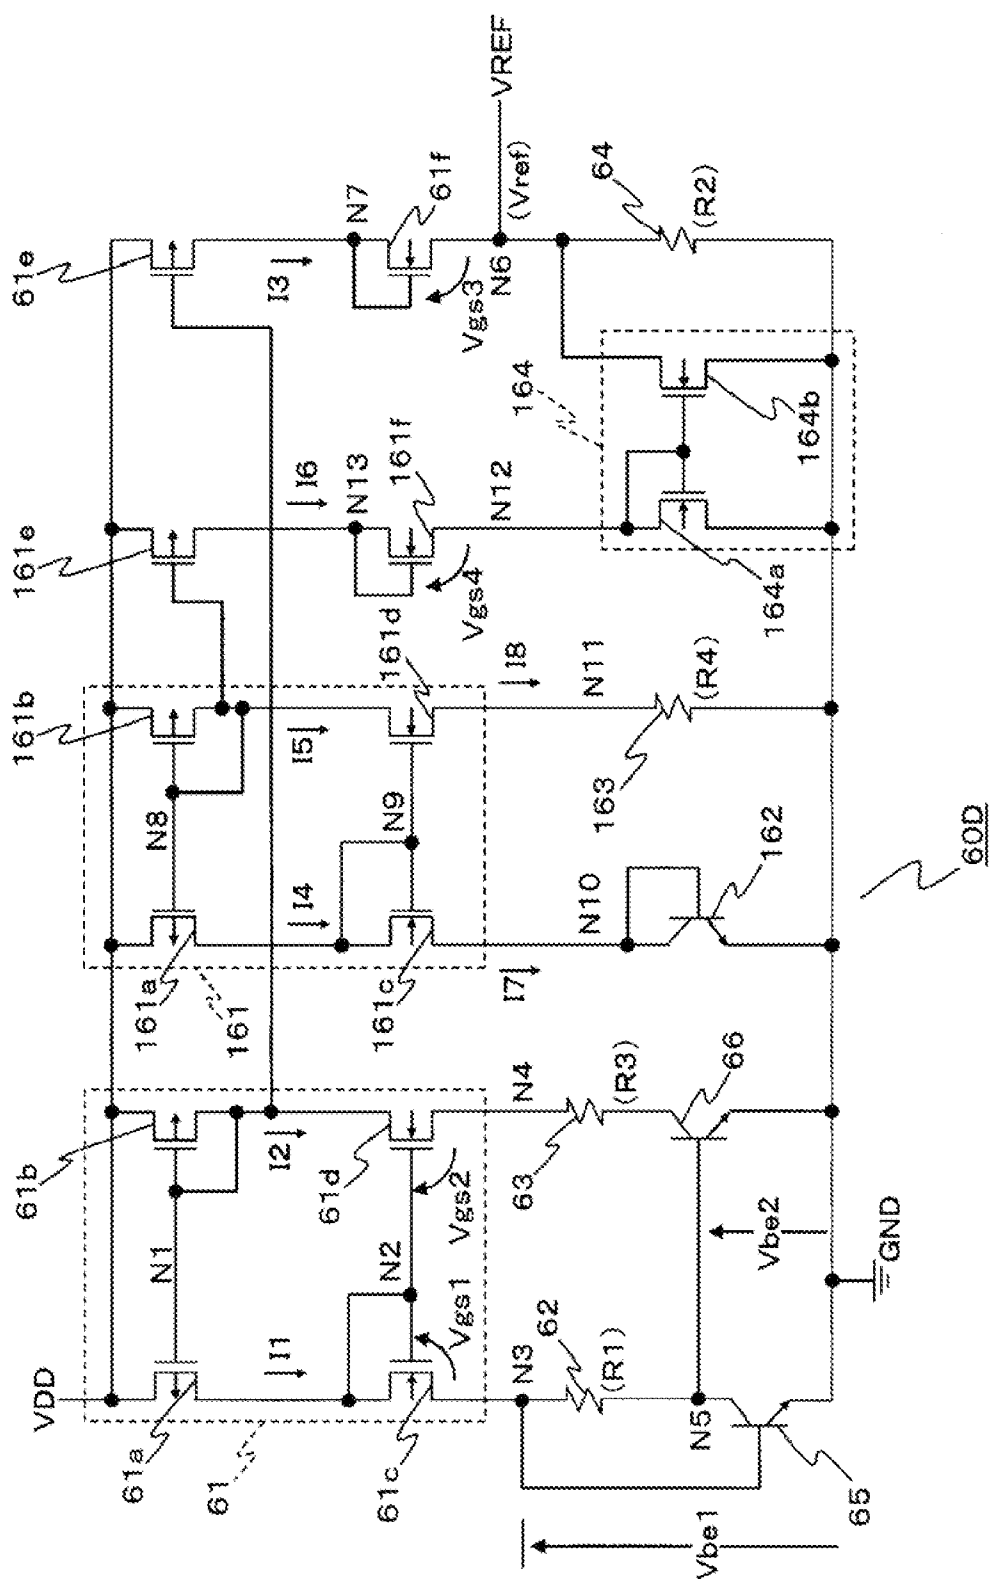 VDD
61a
61
61c
61b
61d
N1
I1
I2
N2
Vgs1
Vgs2
N3
N4
62
(R1)
63
(R3)
N5
65
66
Vbe1
Vbe2
GND
161a
161
161c
161b
161d
N8
I4
I5
N9
I7
I8
N10
N11
162
163
(R4)
161e
I6
N13
161f
Vgs4
N12
164
164a
164b
61e
I3
N7
61f
Vgs3
N6
(Vref)
VREF
64
(R2)
60D